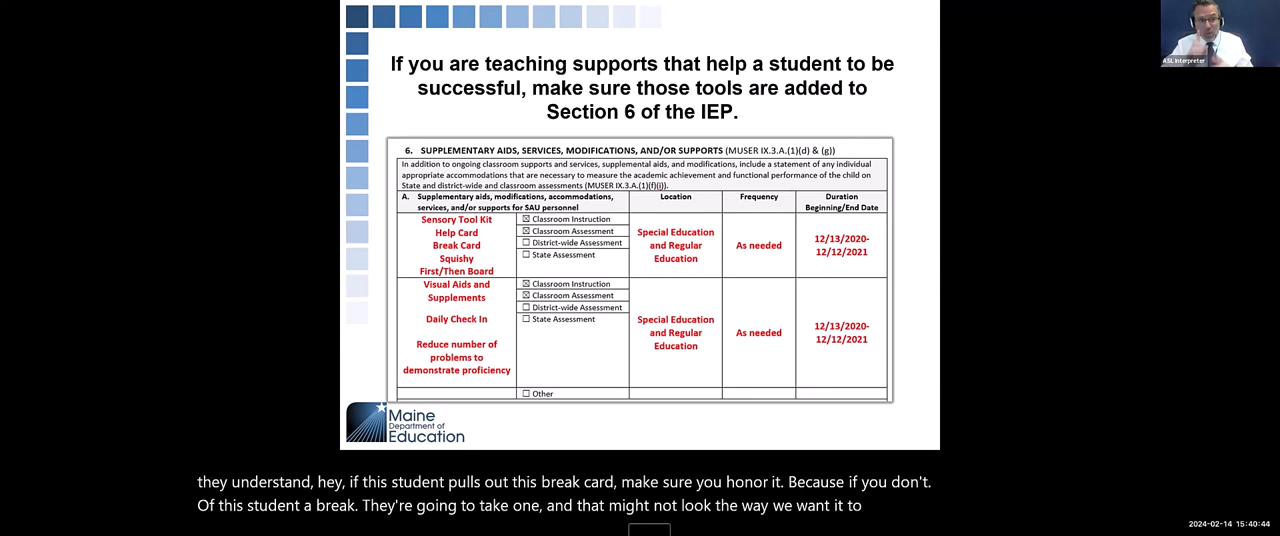 If you are teaching supports that help a student to be
successful, make sure those tools are added to
Section 6 of the IEP.
6. SUPPLEMENTARY AIDS, SERVICES, MODIFICATIONS, AND/OR SUPPORTS (MUSER IX.3.A.(1)(d) & (g))
In addition to ongoing classroom supports and services, supplemental aids, and modifications, include a statement of any individual
appropriate accommodations that are necessary to measure the academic achievement and functional performance of the child on
State and district-wide and classroom assessments (MUSER IX.3.A.(1)(f)(i)).
A. Supplementary aids, modifications, accommodations,
services, and/or supports for SAU personnel
Location
Frequency
Duration
Beginning/End Date
Sensory Tool Kit
Help Card
Break Card
Squishy
First/Then Board
☒ Classroom Instruction
☒ Classroom Assessment
☐ District-wide Assessment
☐ State Assessment
Special Education
and Regular
Education
As needed
12/13/2020-
12/12/2021
Visual Aids and
Supplements
Daily Check In
Reduce number of
problems to
demonstrate proficiency
☒ Classroom Instruction
☒ Classroom Assessment
☐ District-wide Assessment
☐ State Assessment
Special Education
and Regular
Education
As needed
12/13/2020-
12/12/2021
☐ Other
Maine
Department of
Education
ASL Interpreter
they understand, hey, if this student pulls out this break card, make sure you honor it. Because if you don't.
Of this student a break. They're going to take one, and that might not look the way we want it to
2024-02-14 15:40:44